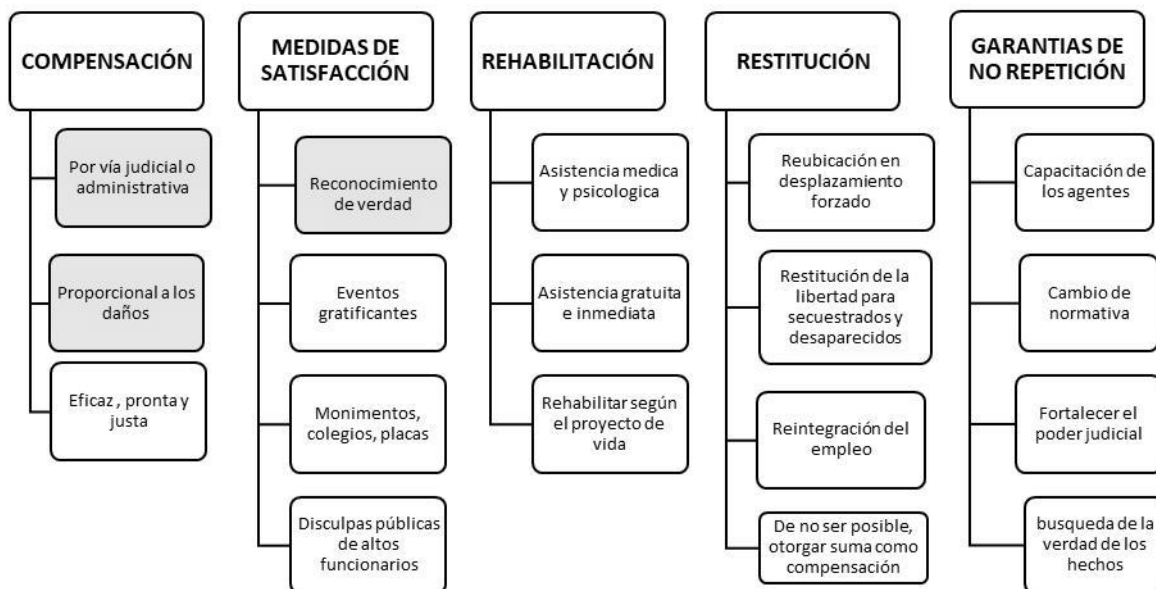 COMPENSACIÓN
Por vía judicial o
administrativa
Proporcional a los
daños
Eficaz , pronta y
justa
MEDIDAS DE
SATISFACCIÓN
Reconocimiento
de verdad
Eventos
gratificantes
Monimentos,
colegios, placas
Disculpas públicas
de altos
funcionarios
REHABILITACIÓN
Asistencia medica
y psicologica
Asistencia gratuita
e inmediata
Rehabilitar según
el proyecto de
vida
RESTITUCIÓN
Reubicación en
desplazamiento
forzado
Restitución de la
libertad para
secuestrados y
desaparecidos
Reintegración del
empleo
De no ser posible,
otorgar suma como
compensación
GARANTIAS DE
NO REPETICIÓN
Capacitación de
los agentes
Cambio de
normativa
Fortalecer el
poder judicial
busqueda de la
verdad de los
hechos